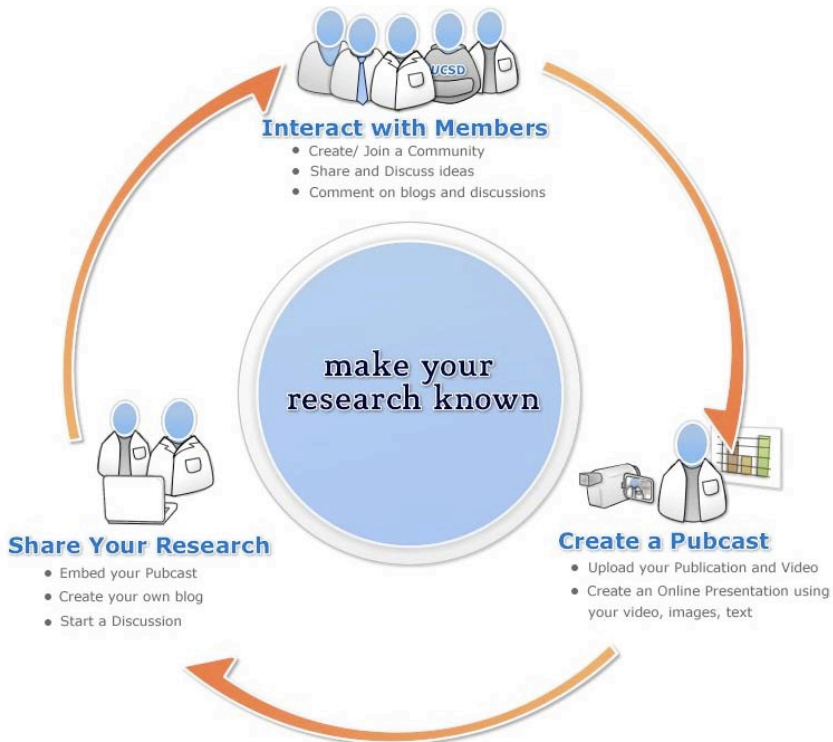 UCSD
Interact with Members
Create/ Join a Community
Share and Discuss ideas
Comment on blogs and discussions
make your
research known
Share Your Research
Embed your Pubcast
Create your own blog
Start a Discussion
Create a Pubcast
Upload your Publication and Video
Create an Online Presentation using
your video, images, text